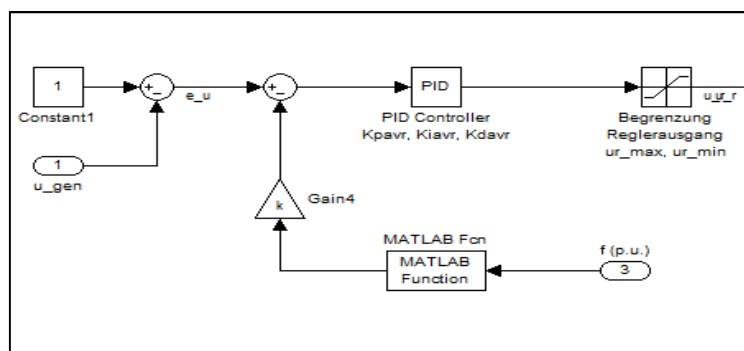 1
Constant1
+
−
e_u
+
−
PID
PID Controller
Kpavr, Kiavr, Kdavr
u_ur_r
Begrenzung
Reglerausgang
ur_max, ur_min
1
u_gen
k
Gain4
MATLAB Fcn
MATLAB
Function
f (p.u.)
3